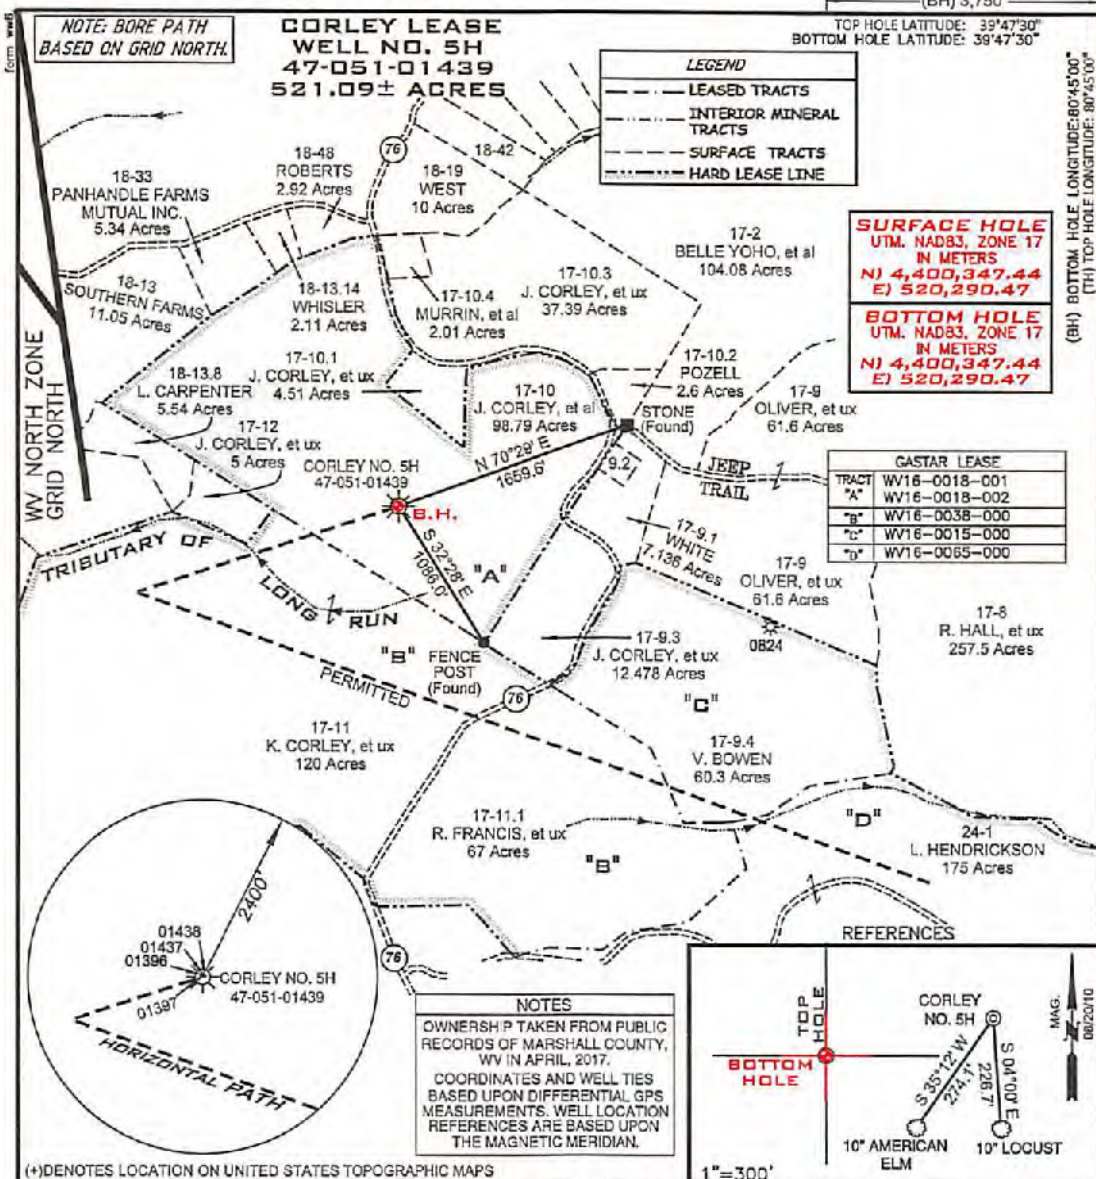 (BH) 3,750'
form ww6
NOTE: BORE PATH
BASED ON GRID NORTH.
CORLEY LEASE
WELL NO. 5H
47-051-01439
521.09± ACRES
TOP HOLE LATITUDE: 39°47'30"
BOTTOM HOLE LATITUDE: 39°47'30"
(BH) BOTTOM HOLE LONGITUDE:80°45'00"
(TH) TOP HOLE LONGITUDE: 80°45'00"
LEGEND
LEASED TRACTS
INTERIOR MINERAL
TRACTS
SURFACE TRACTS
HARD LEASE LINE
76
18-42
18-48
ROBERTS
2.92 Acres
18-19
WEST
10 Acres
18-33
PANHANDLE FARMS
MUTUAL INC.
5.34 Acres
17-2
BELLE YOHO, et al
104.08 Acres
SURFACE HOLE
UTM. NAD83, ZONE 17
IN METERS
N) 4,400,347.44
E) 520,290.47
BOTTOM HOLE
UTM. NAD83, ZONE 17
IN METERS
N) 4,400,347.44
E) 520,290.47
18-13
SOUTHERN FARMS
11.05 Acres
18-13.14
WHISLER
2.11 Acres
17-10.4
MURRIN, et al
2.01 Acres
17-10.3
J. CORLEY, et ux
37.39 Acres
WV NORTH ZONE
GRID NORTH
18-13.8
L. CARPENTER
5.54 Acres
17-10.1
J. CORLEY, et ux
4.51 Acres
17-10
J. CORLEY, et al
98.79 Acres
17-10.2
POZELL
2.6 Acres
STONE
(Found)
17-9
OLIVER, et ux
61.6 Acres
17-12
J. CORLEY, et ux
5 Acres
CORLEY NO. 5H
47-051-01439
N 70°29' E
1659.6'
9.2
JEEP
TRAIL
GASTAR LEASE
TRACT "A" WV16-0018-001
WV16-0018-002
"B" WV16-0038-000
"C" WV16-0015-000
"D" WV16-0065-000
B.H.
S 32°28' E
1086.0'
"A"
17-9.1
WHITE
7.136 Acres
17-9
OLIVER, et ux
61.6 Acres
TRIBUTARY OF
LONG RUN
17-8
R. HALL, et ux
257.5 Acres
0824
"B"
FENCE
POST
(Found)
17-9.3
J. CORLEY, et ux
12.478 Acres
PERMITTED
76
"C"
17-11
K. CORLEY, et ux
120 Acres
17-9.4
V. BOWEN
60.3 Acres
17-11.1
R. FRANCIS, et ux
67 Acres
"B"
"D"
24-1
L. HENDRICKSON
175 Acres
2400'
01438
01437
01396
01397
CORLEY NO. 5H
47-051-01439
HORIZONTAL PATH
76
NOTES
OWNERSHIP TAKEN FROM PUBLIC
RECORDS OF MARSHALL COUNTY,
WV IN APRIL, 2017.
COORDINATES AND WELL TIES
BASED UPON DIFFERENTIAL GPS
MEASUREMENTS. WELL LOCATION
REFERENCES ARE BASED UPON
THE MAGNETIC MERIDIAN.
REFERENCES
TOP
HOLE
BOTTOM
HOLE
CORLEY
NO. 5H
S 35°12' W
274.1'
S 04°00' E
226.7'
10" AMERICAN
ELM
10" LOCUST
MAG.
N
08/20/10
1"=300'
(+)DENOTES LOCATION ON UNITED STATES TOPOGRAPHIC MAPS